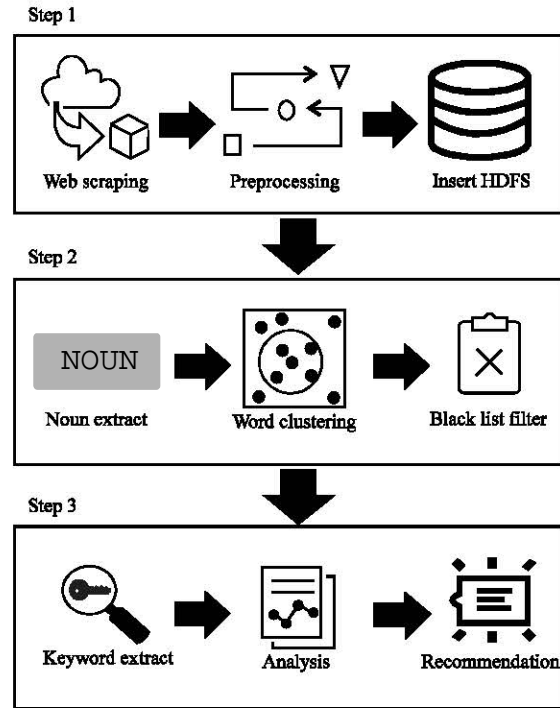 Step 1
Web scraping
Preprocessing
Insert HDFS
Step 2
NOUN
Noun extract
Word clustering
Black list filter
Step 3
Keyword extract
Analysis
Recommendation